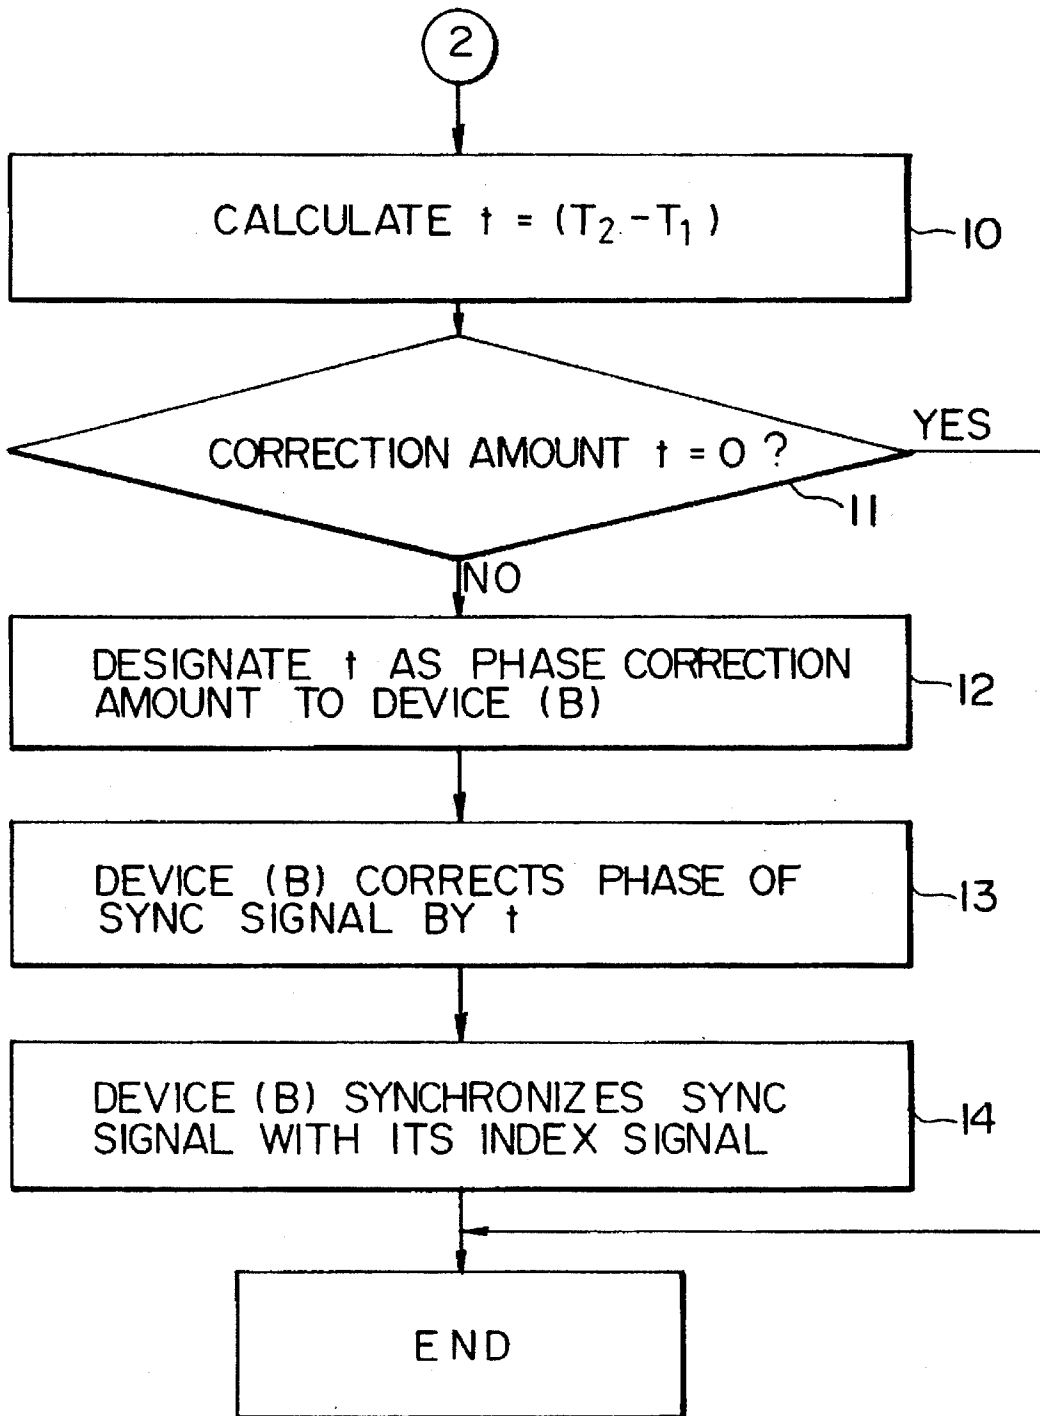 2
CALCULATE t = (T2 - T1)
10
CORRECTION AMOUNT t = 0 ?
YES
11
NO
DESIGNATE t AS PHASE CORRECTION
AMOUNT TO DEVICE (B)
12
DEVICE (B) CORRECTS PHASE OF
SYNC SIGNAL BY t
13
DEVICE (B) SYNCHRONIZES SYNC
SIGNAL WITH ITS INDEX SIGNAL
14
END